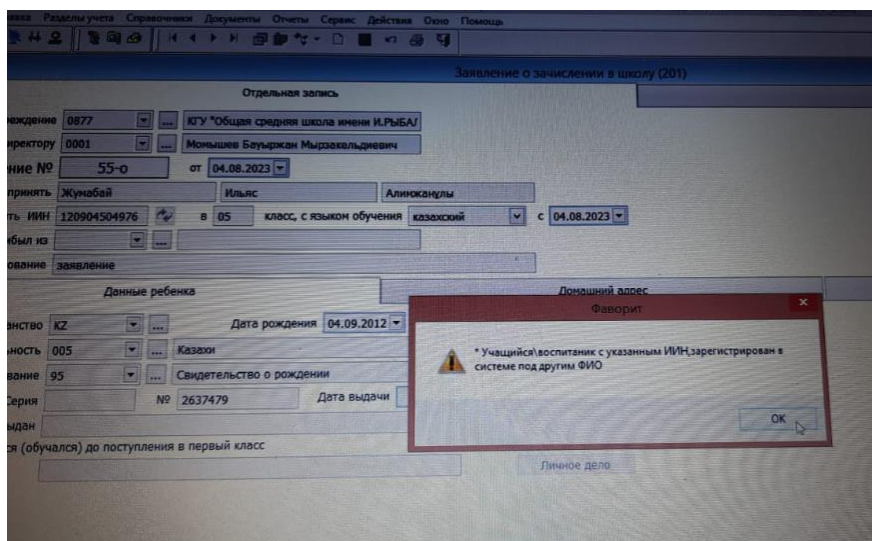 Разделы учета Справочники Документы Отчеты Сервис Действия Окно Помощь
Заявление о зачислении в школу (201)
Отдельная запись
0877 ... КГУ "Общая средняя школа имени И.РЫБА
0001 ... Момышев Бауыржан Мырзакельдиевич
№ 55-о от 04.08.2023
принять Жунабай Ильяс
ИИН 120904504976 в 05 класс, с языком обучения казахский с 04.08.2023
из ...
заявление
Данные ребенка Домашний адрес
KZ ... Дата рождения 04.09.2012
005 ... Казахи
95 ... Свидетельство о рождении
Серия № 2637479 Дата выдачи
(обучался) до поступления в первый класс
Личное дело
Фаворит
* Учащийся\воспитаник с указанным ИИН,зарегистрирован в
системе под другим ФИО
OK